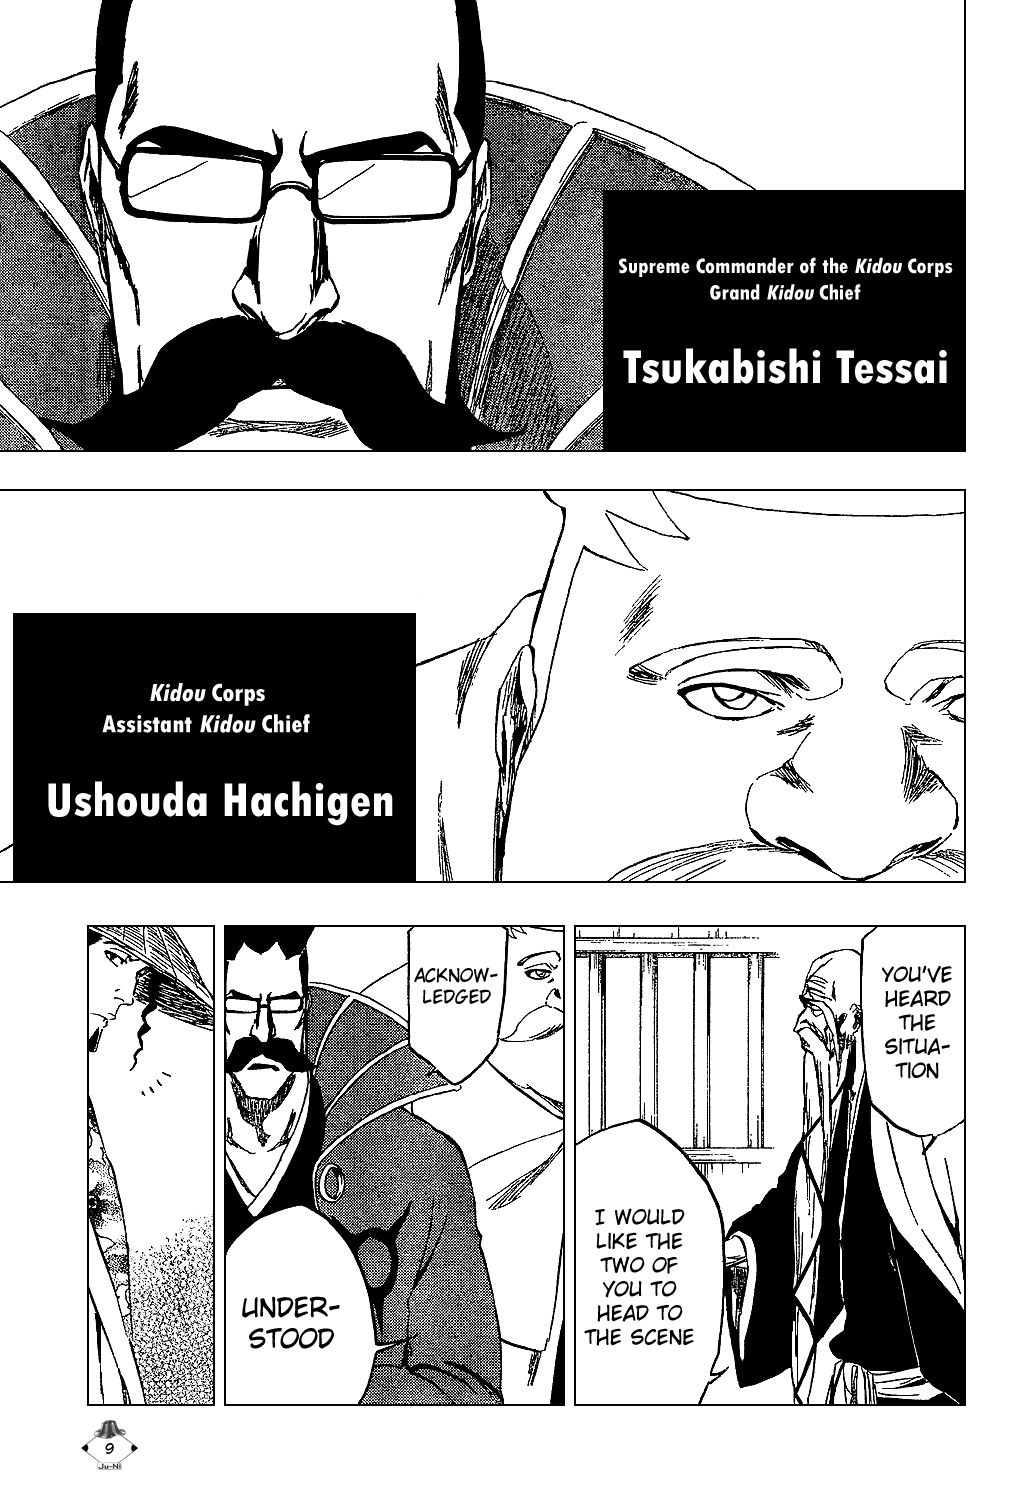 Supreme Commander of the Kidou Corps
Grand Kidou Chief
Tsukabishi Tessai
Kidou Corps
Assistant Kidou Chief
Ushouda Hachigen
YOU'VE
HEARD
THE
SITUA-
TION
I WOULD
LIKE THE
TWO OF
YOU TO
HEAD TO
THE SCENE
ACKNOW-
LEDGED
UNDER-
STOOD
9
Ju-Ni